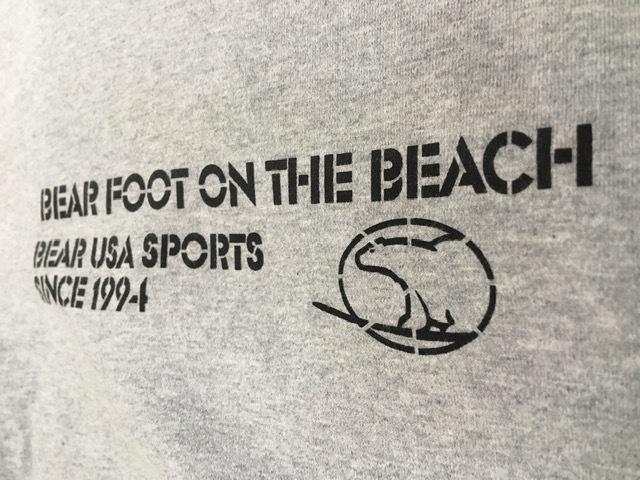 BEAR FOOT ON THE BEACH
BEAR USA SPORTS
SINCE 1994